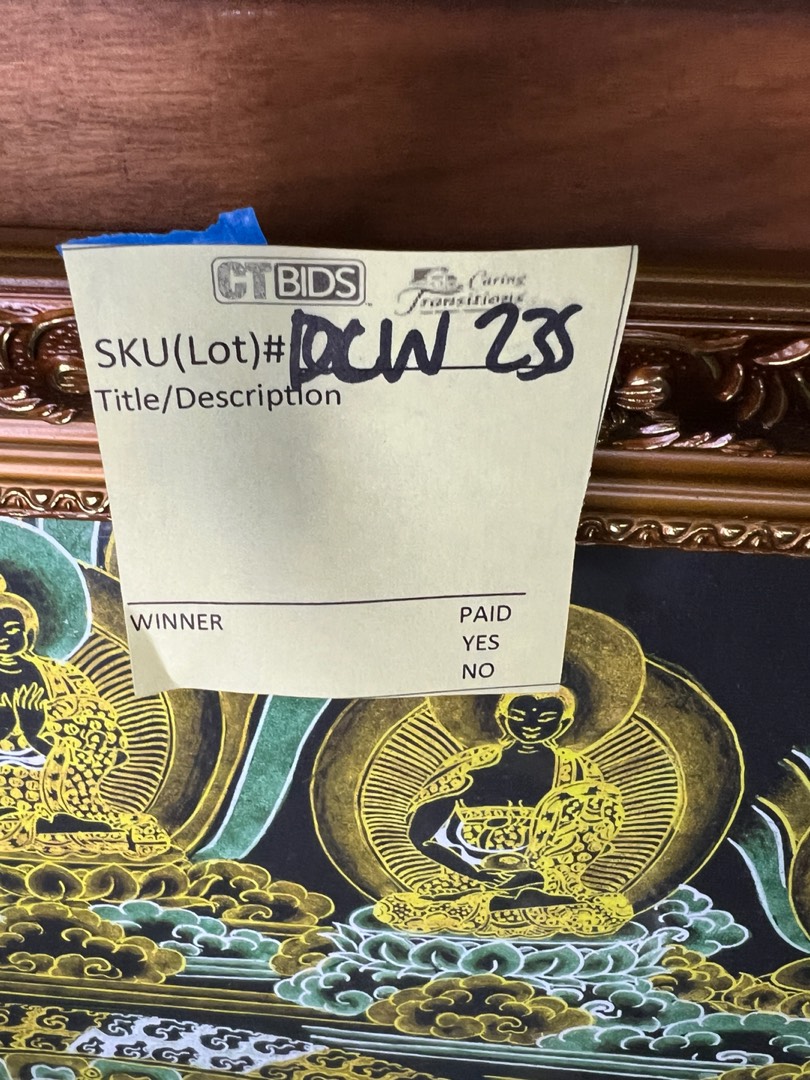 CTBIDS
Caring
Transitions
SKU(Lot)# DCW 235
Title/Description
WINNER PAID
YES
NO